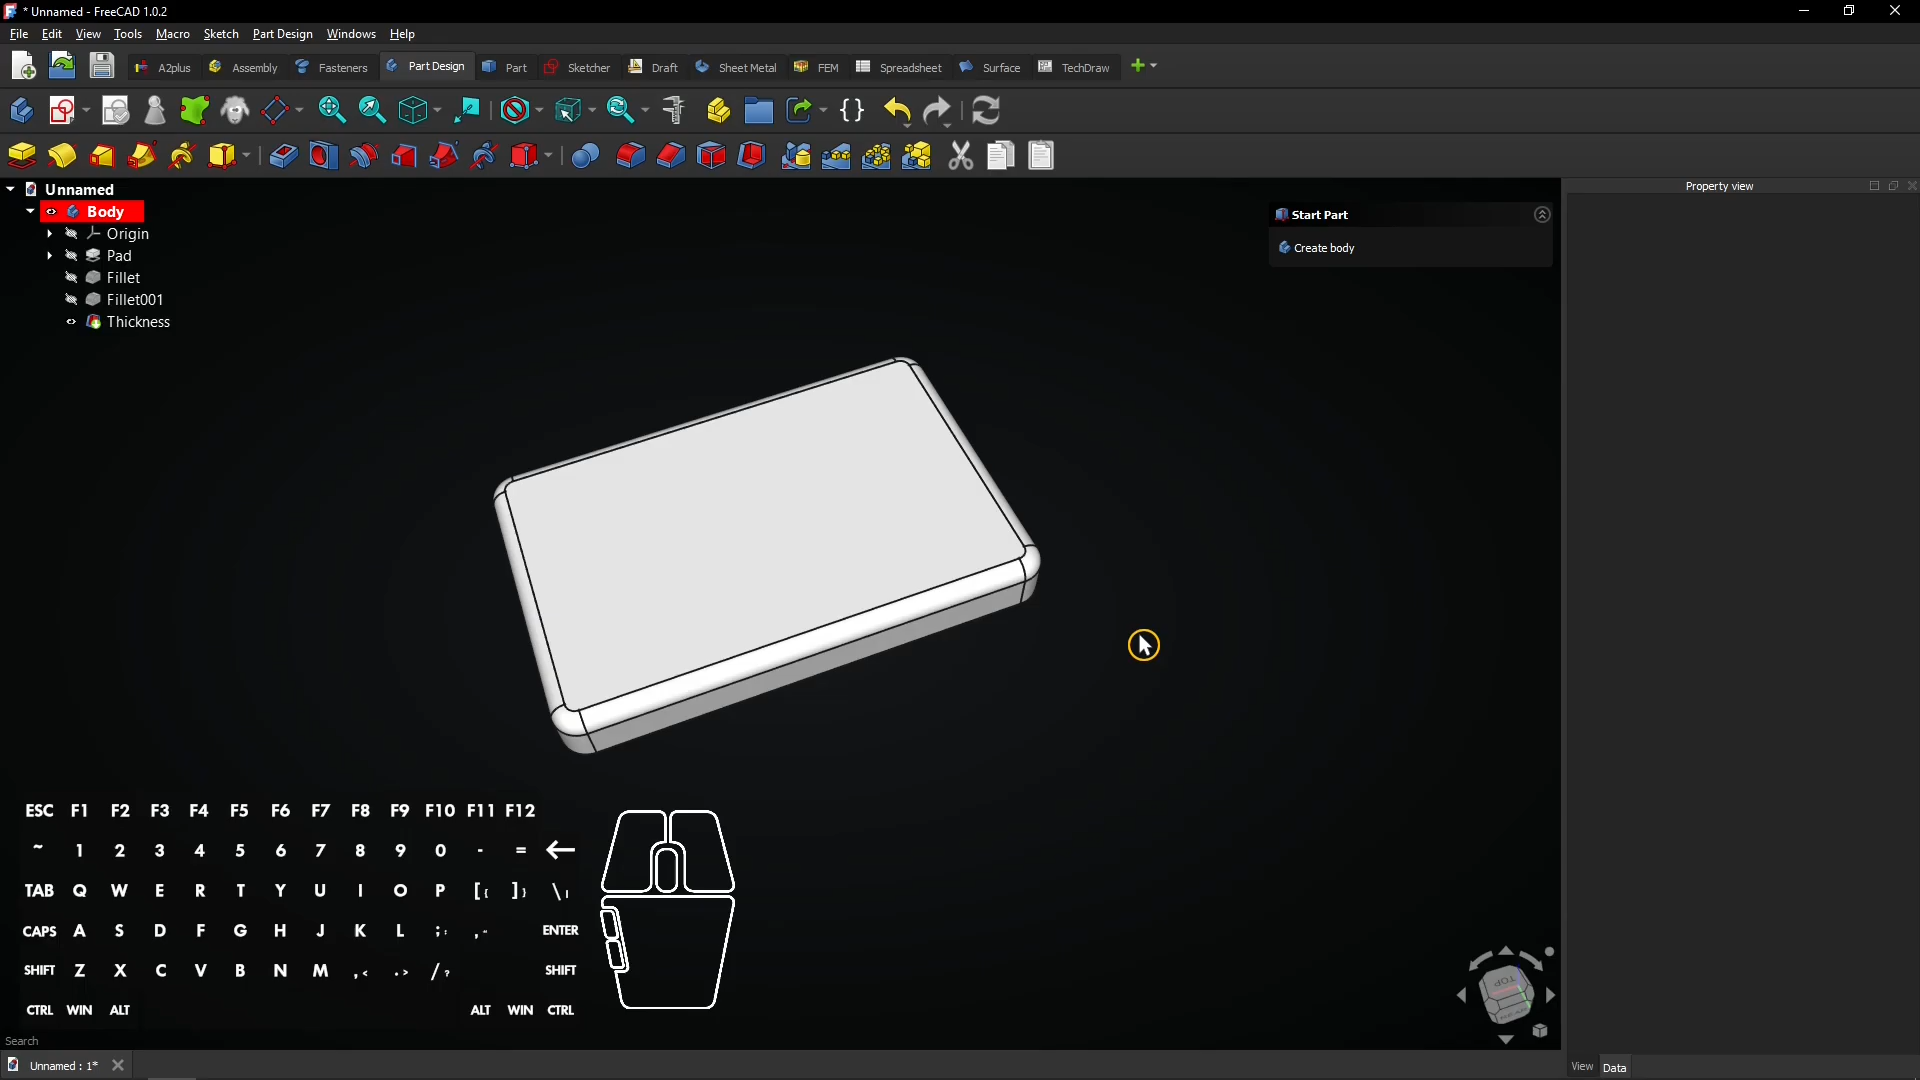 * Unnamed - FreeCAD 1.0.2
File Edit View Tools Macro Sketch Part Design Windows Help
A2plus Assembly Fasteners Part Design Part Sketcher Draft Sheet Metal FEM Spreadsheet Surface TechDraw
Unnamed
Body
Origin
Pad
Fillet
Fillet001
Thickness
Start Part
Create body
Property view
ESC F1 F2 F3 F4 F5 F6 F7 F8 F9 F10 F11 F12
~ 1 2 3 4 5 6 7 8 9 0 - =
TAB Q W E R T Y U I O P [{ ]} \|
CAPS A S D F G H J K L ;: ,"
ENTER
SHIFT Z X C V B N M ,< .> /?
SHIFT
CTRL WIN ALT ALT WIN CTRL
TOP
Search
Unnamed : 1*
View Data